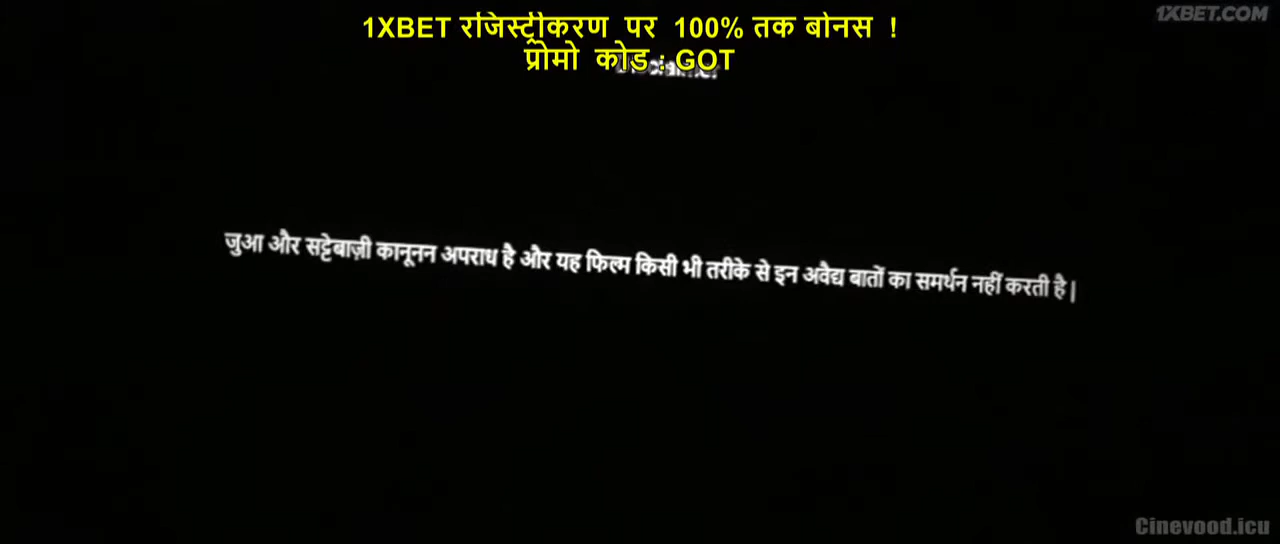 1XBET.COM
1XBET रजिस्ट्रीकरण पर 100% तक बोनस !
प्रोमो कोड : GOT
Disclaimer
जुआ और सट्टेबाज़ी कानूनन अपराध है और यह फिल्म किसी भी तरीके से इन अवैद्य बातों का समर्थन नहीं करती है|
Cinevood.icu